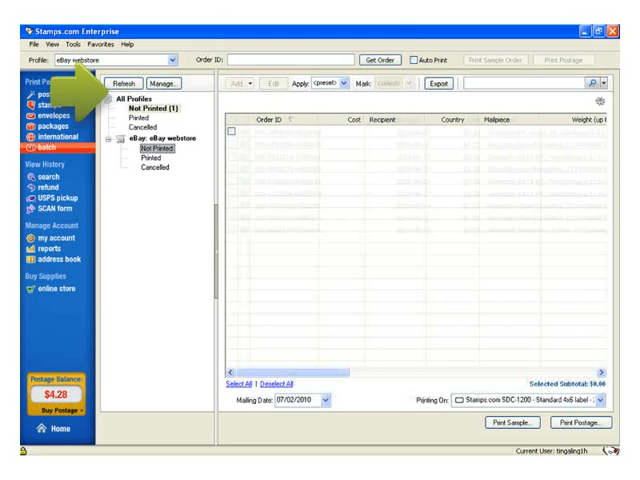 Stamps.com Enterprise
File View Tools Favorites Help
Profile: eBay webstore Order ID: Get Order Auto Print Print Sample Order Print Postage
Print
Refresh Manage... Add Edit Apply: <preset> Mark: <select> Export
stamps
envelopes
packages
international
batch
All Profiles
Not Printed (1)
Printed
Cancelled
eBay: eBay webstore
Not Printed
Printed
Cancelled
Order ID Cost Recipient Country Mailpiece Weight (up t
View History
search
refund
USPS pickup
SCAN form
Manage Account
my account
reports
address book
Buy Supplies
online store
Postage Balance:
$4.28
Buy Postage >
Home
Select All | Deselect All Selected Subtotal: $0.00
Mailing Date: 07/02/2010 Printing On: Stamps.com SDC-1200 - Standard 4x6 label - 
Print Sample... Print Postage...
Current User: tingaling1h